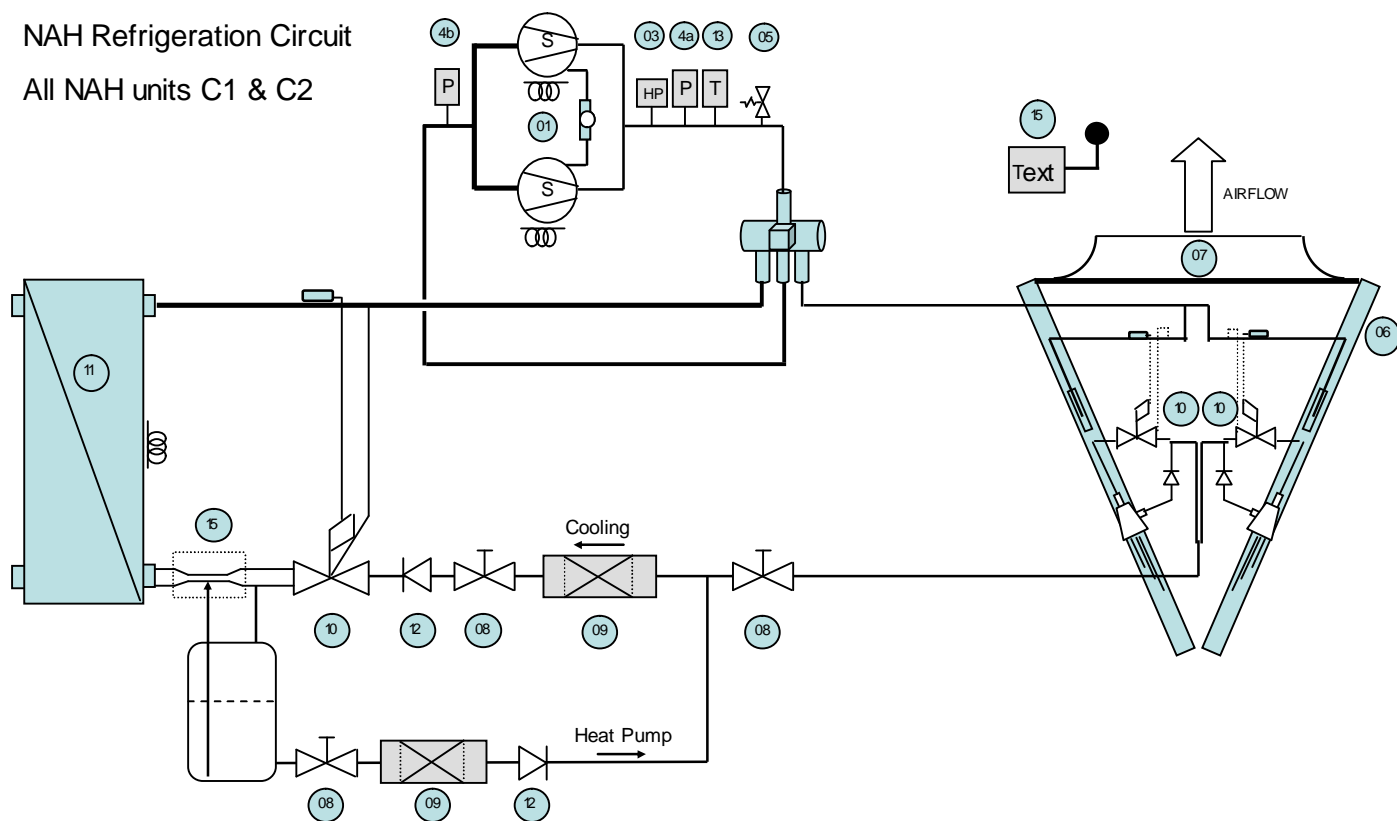 NAH Refrigeration Circuit
All NAH units C1 & C2
4b
03
4a
13
05
P
S
HP
P
T
01
S
15
Text
AIRFLOW
07
06
11
10
10
15
Cooling
10
12
08
09
08
Heat Pump
08
09
12